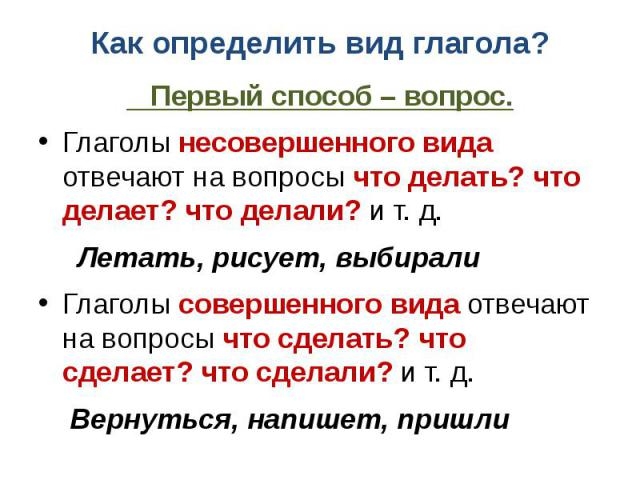 Как определить вид глагола?
Первый способ – вопрос.
• Глаголы несовершенного вида
отвечают на вопросы что делать? что
делает? что делали? и т. д.
Летать, рисует, выбирали
• Глаголы совершенного вида отвечают
на вопросы что сделать? что
сделает? что сделали? и т. д.
Вернуться, напишет, пришли